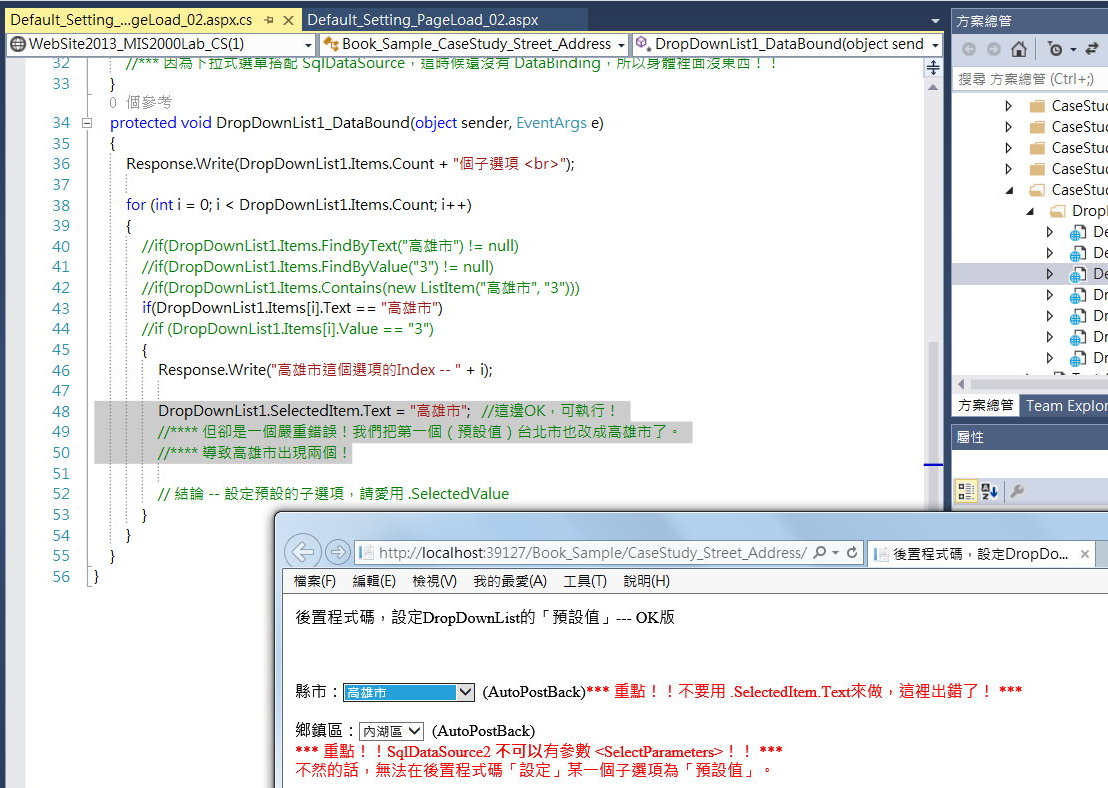 Default_Setting_...geLoad_02.aspx.cs
Default_Setting_PageLoad_02.aspx
WebSite2013_MIS2000Lab_CS(1)
Book_Sample_CaseStudy_Street_Address
DropDownList1_DataBound(object send
32 //*** 因為下拉式選單搭配 SqlDataSource，這時候還沒有 DataBinding，所以身體裡面沒東西！！
33 }
0 個參考
34 protected void DropDownList1_DataBound(object sender, EventArgs e)
35 {
36 Response.Write(DropDownList1.Items.Count + "個子選項 <br>");
37
38 for (int i = 0; i < DropDownList1.Items.Count; i++)
39 {
40 //if(DropDownList1.Items.FindByText("高雄市") != null)
41 //if(DropDownList1.Items.FindByValue("3") != null)
42 //if(DropDownList1.Items.Contains(new ListItem("高雄市", "3")))
43 if(DropDownList1.Items[i].Text == "高雄市")
44 //if (DropDownList1.Items[i].Value == "3")
45 {
46 Response.Write("高雄市這個選項的Index -- " + i);
47
48 DropDownList1.SelectedItem.Text = "高雄市"; //這邊OK，可執行！
49 //**** 但卻是一個嚴重錯誤！我們把第一個（預設值）台北市也改成高雄市了。
50 //**** 導致高雄市出現兩個！
51
52 // 結論 -- 設定預設的子選項，請愛用 .SelectedValue
53 }
54 }
55 }
56 }
方案總管
搜尋 方案總管 (Ctrl+;)
CaseStu
CaseStu
CaseStu
CaseStu
CaseStu
Drop
De
De
De
Dr
Dr
Dr
Dr
方案總管
Team Explor
屬性
http://localhost:39127/Book_Sample/CaseStudy_Street_Address/
後置程式碼，設定DropDo...
檔案(F) 編輯(E) 檢視(V) 我的最愛(A) 工具(T) 說明(H)
後置程式碼，設定DropDownList的「預設值」--- OK版
縣市：高雄市 (AutoPostBack)*** 重點！！不要用 .SelectedItem.Text來做，這裡出錯了！ ***
鄉鎮區：內湖區 (AutoPostBack)
*** 重點！！SqlDataSource2 不可以有參數 <SelectParameters>！！ ***
不然的話，無法在後置程式碼「設定」某一個子選項為「預設值」。